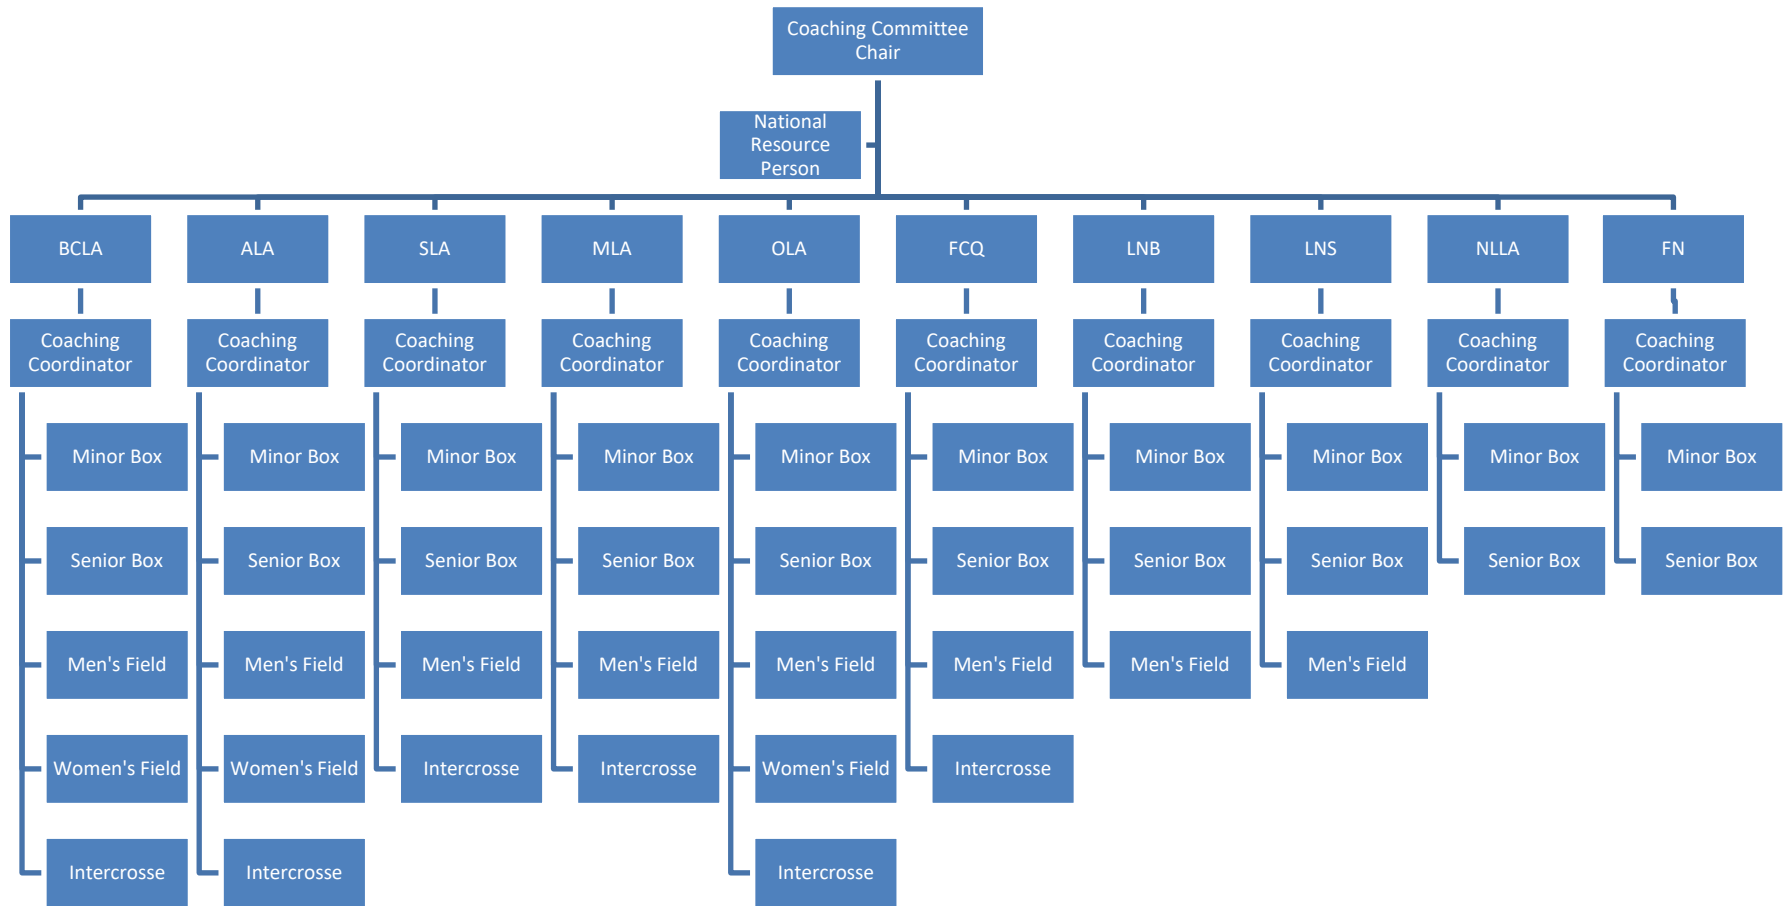 Coaching Committee
Chair
National
Resource
Person
BCLA
ALA
SLA
MLA
OLA
FCQ
LNB
LNS
NLLA
FN
Coaching
Coordinator
Coaching
Coordinator
Coaching
Coordinator
Coaching
Coordinator
Coaching
Coordinator
Coaching
Coordinator
Coaching
Coordinator
Coaching
Coordinator
Coaching
Coordinator
Coaching
Coordinator
Minor Box
Minor Box
Minor Box
Minor Box
Minor Box
Minor Box
Minor Box
Minor Box
Minor Box
Minor Box
Senior Box
Senior Box
Senior Box
Senior Box
Senior Box
Senior Box
Senior Box
Senior Box
Senior Box
Senior Box
Men's Field
Men's Field
Men's Field
Men's Field
Men's Field
Men's Field
Men's Field
Men's Field
Women's Field
Women's Field
Intercrosse
Intercrosse
Women's Field
Intercrosse
Intercrosse
Intercrosse
Intercrosse